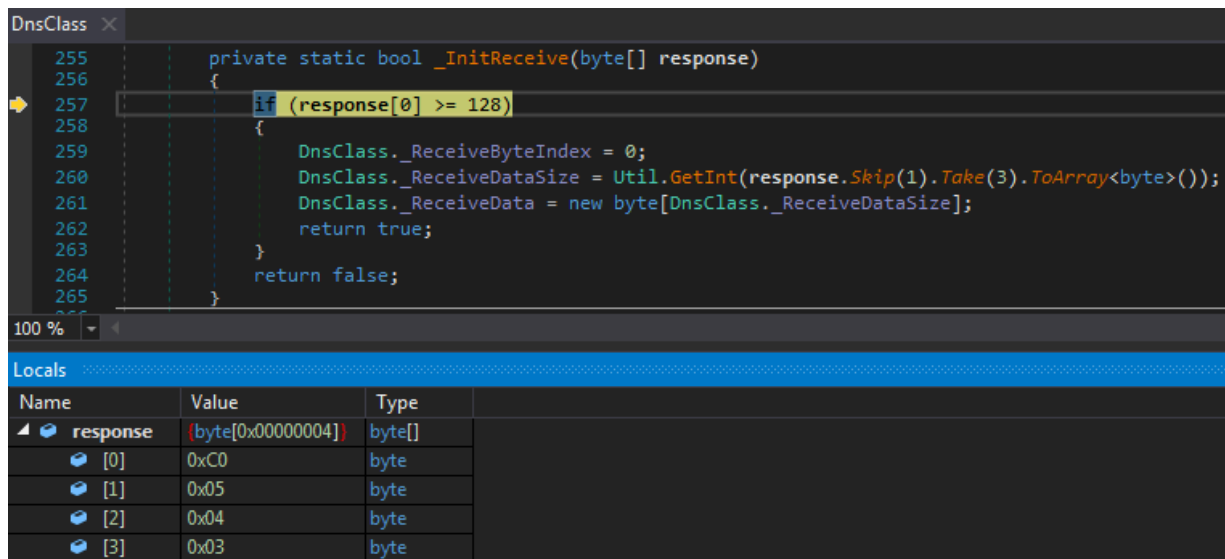 DnsClass
255 private static bool _InitReceive(byte[] response)
256 {
257 if (response[0] >= 128)
258 {
259 DnsClass._ReceiveByteIndex = 0;
260 DnsClass._ReceiveDataSize = Util.GetInt(response.Skip(1).Take(3).ToArray<byte>());
261 DnsClass._ReceiveData = new byte[DnsClass._ReceiveDataSize];
262 return true;
263 }
264 return false;
265 }
100 %
Locals
Name Value Type
response {byte[0x00000004]} byte[]
[0] 0xC0 byte
[1] 0x05 byte
[2] 0x04 byte
[3] 0x03 byte